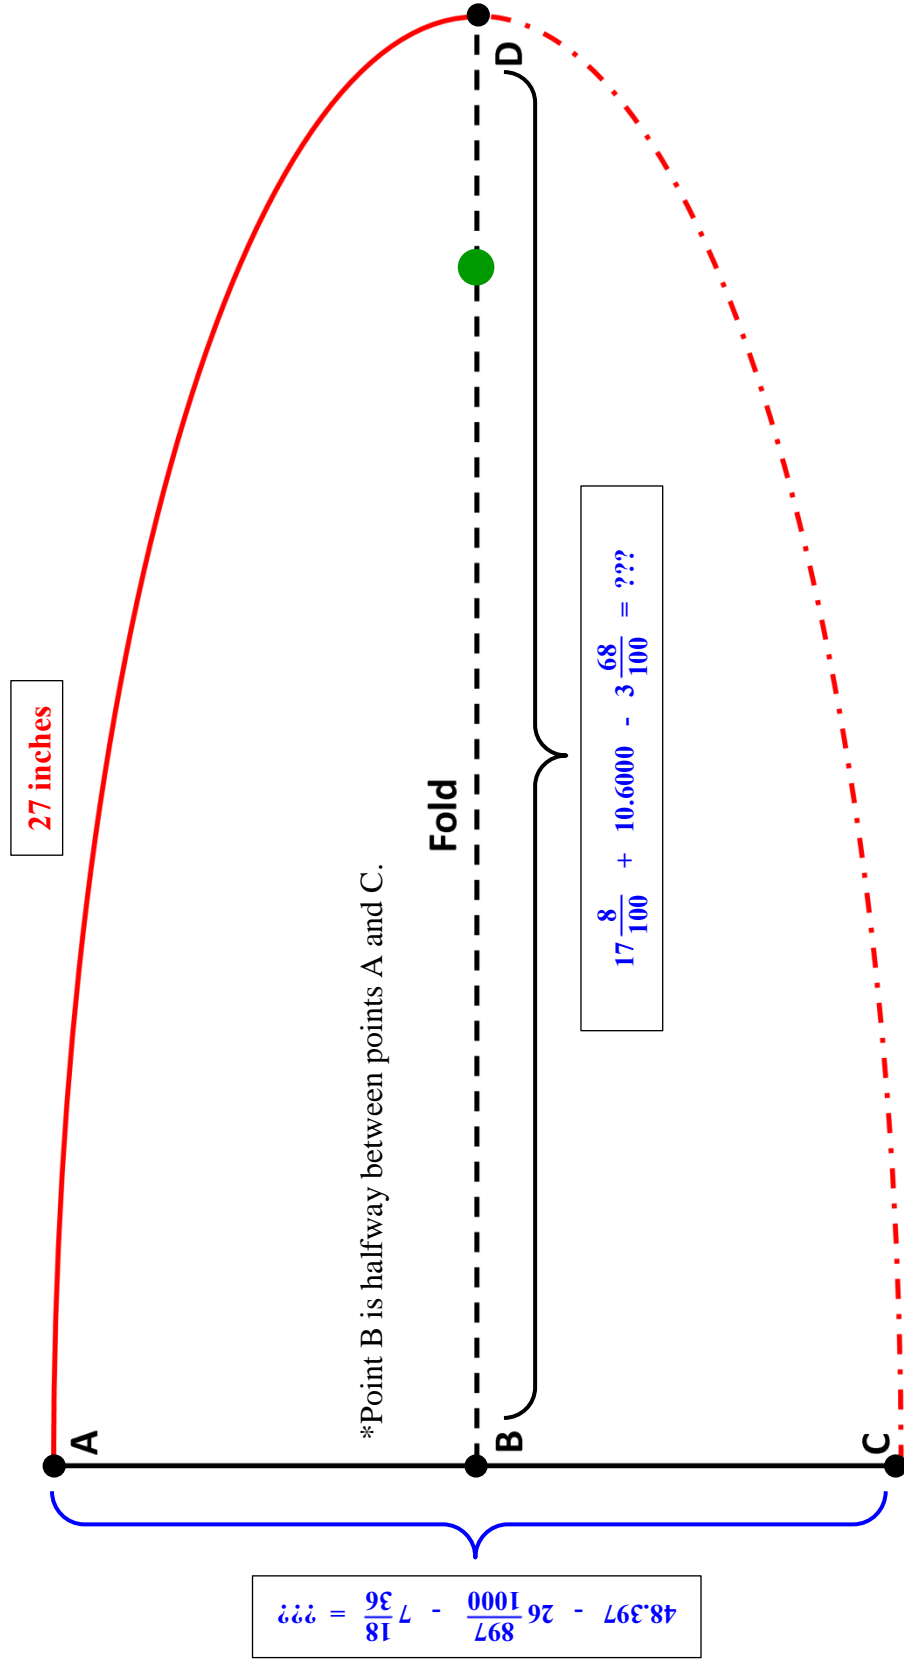 27 inches
A
*Point B is halfway between points A and C.
Fold
B
D
C
17 8/100 + 10.6000 - 3 68/100 = ???
48.397 - 26 897/1000 - 7 18/36 = ???